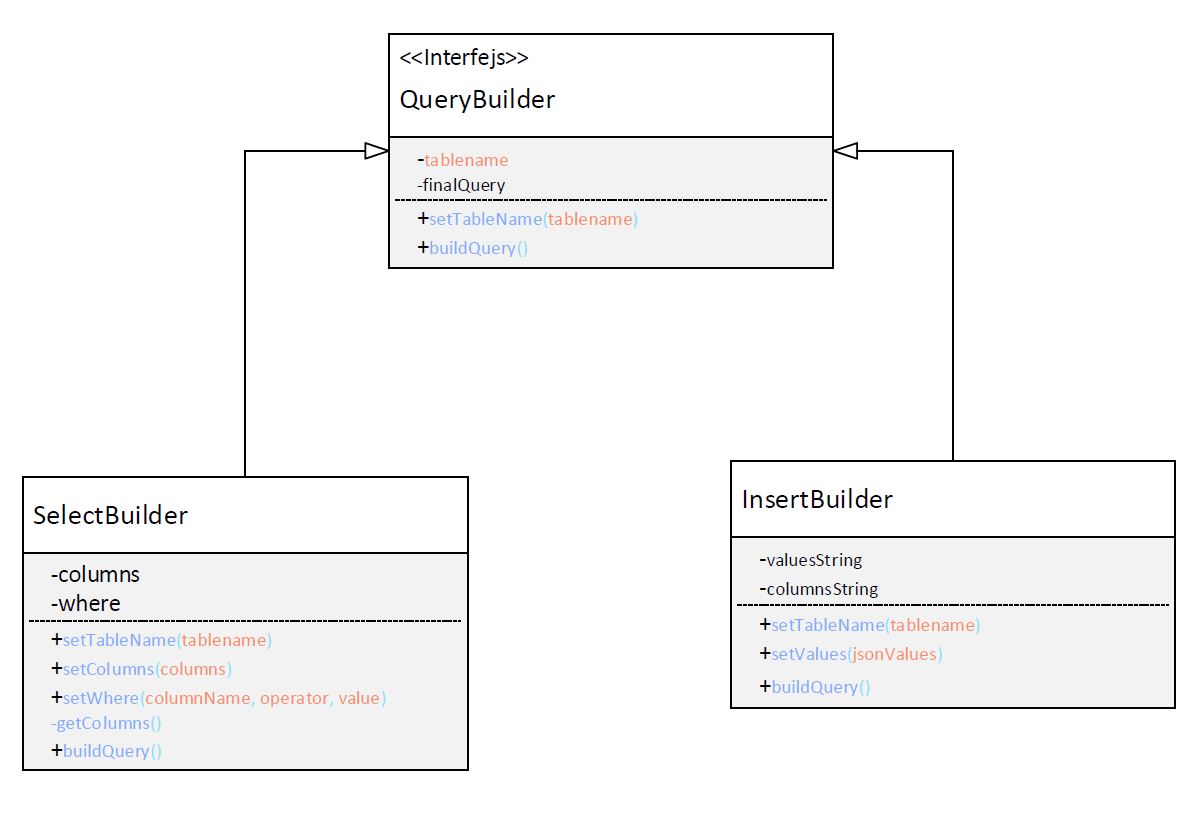 <<Interfejs>>
QueryBuilder
-tablename
-finalQuery
+setTableName(tablename)
+buildQuery()
SelectBuilder
-columns
-where
+setTableName(tablename)
+setColumns(columns)
+setWhere(columnName, operator, value)
-getColumns()
+buildQuery()
InsertBuilder
-valuesString
-columnsString
+setTableName(tablename)
+setValues(jsonValues)
+buildQuery()